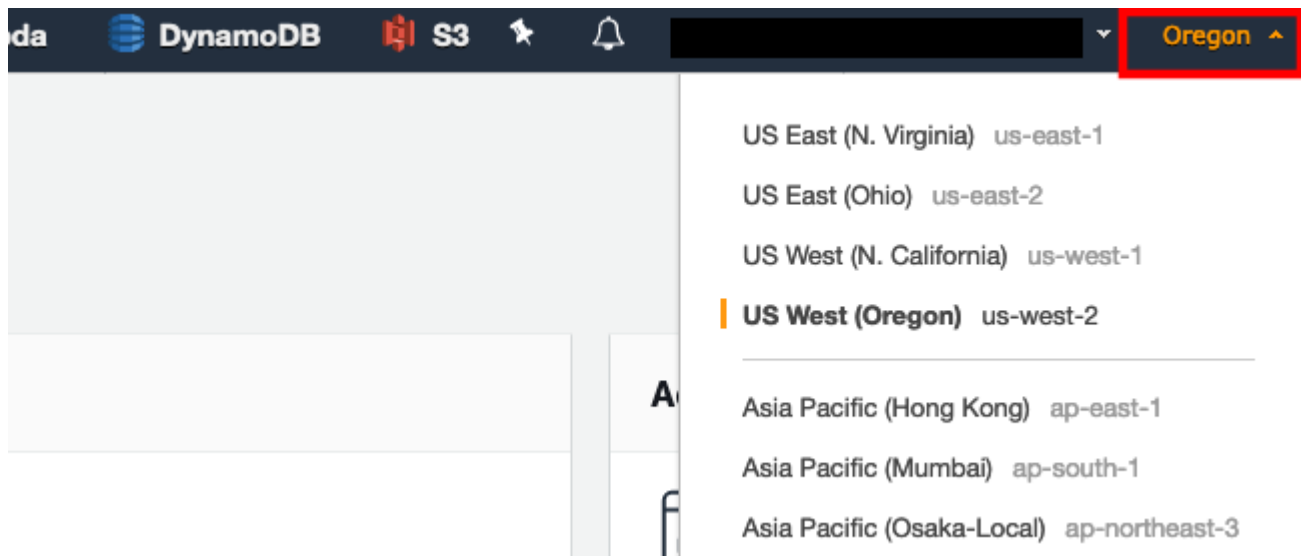 da DynamoDB S3 Oregon
US East (N. Virginia) us-east-1
US East (Ohio) us-east-2
US West (N. California) us-west-1
US West (Oregon) us-west-2
Asia Pacific (Hong Kong) ap-east-1
Asia Pacific (Mumbai) ap-south-1
Asia Pacific (Osaka-Local) ap-northeast-3